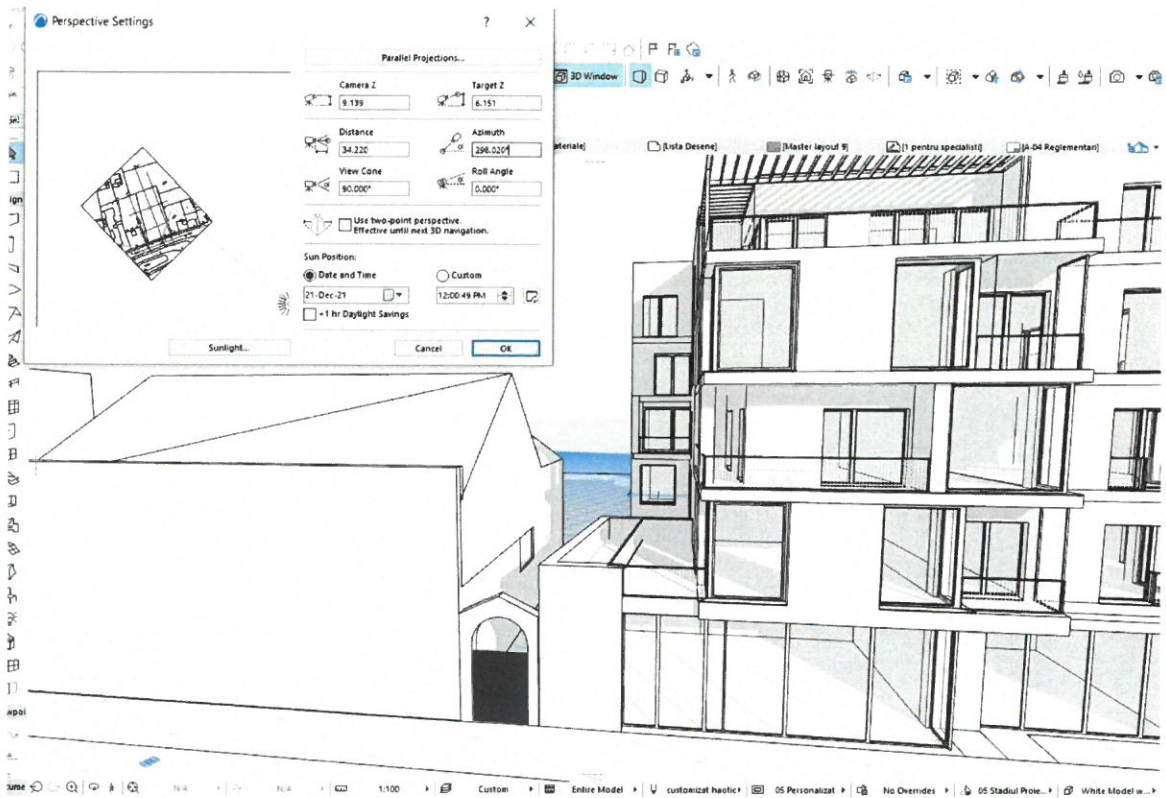 Perspective Settings
Parallel Projections...
Camera Z
Target Z
9.139
6.151
Distance
Azimuth
34.220
298.020°
View Cone
Roll Angle
90.000°
0.000°
Use two-point perspective.
Effective until next 3D navigation.
Sun Position:
Date and Time
Custom
21-Dec-21
12:00:49 PM
+1 hr Daylight Savings
Sunlight...
Cancel
OK
3D Window
ateriale]
[Lista Desene]
[Master layout 9]
[1 pentru specialisti]
[A-04 Reglementari]
ign
wpoi
cume
N/A
N/A
1:100
Custom
Entire Model
customizat haotic
05 Personalizat
No Overrides
05 Stadiul Proie...
White Model w...